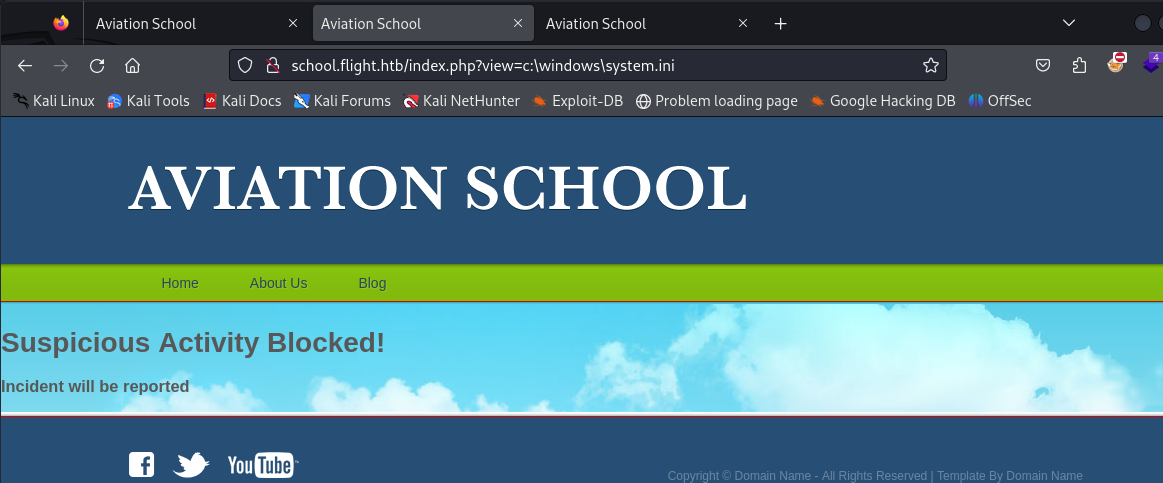 Aviation School Aviation School Aviation School
school.flight.htb/index.php?view=c:\windows\system.ini
4
Kali Linux Kali Tools Kali Docs Kali Forums Kali NetHunter Exploit-DB Problem loading page Google Hacking DB OffSec
AVIATION SCHOOL
Home About Us Blog
Suspicious Activity Blocked!
Incident will be reported
You Tube
Copyright © Domain Name - All Rights Reserved | Template By Domain Name